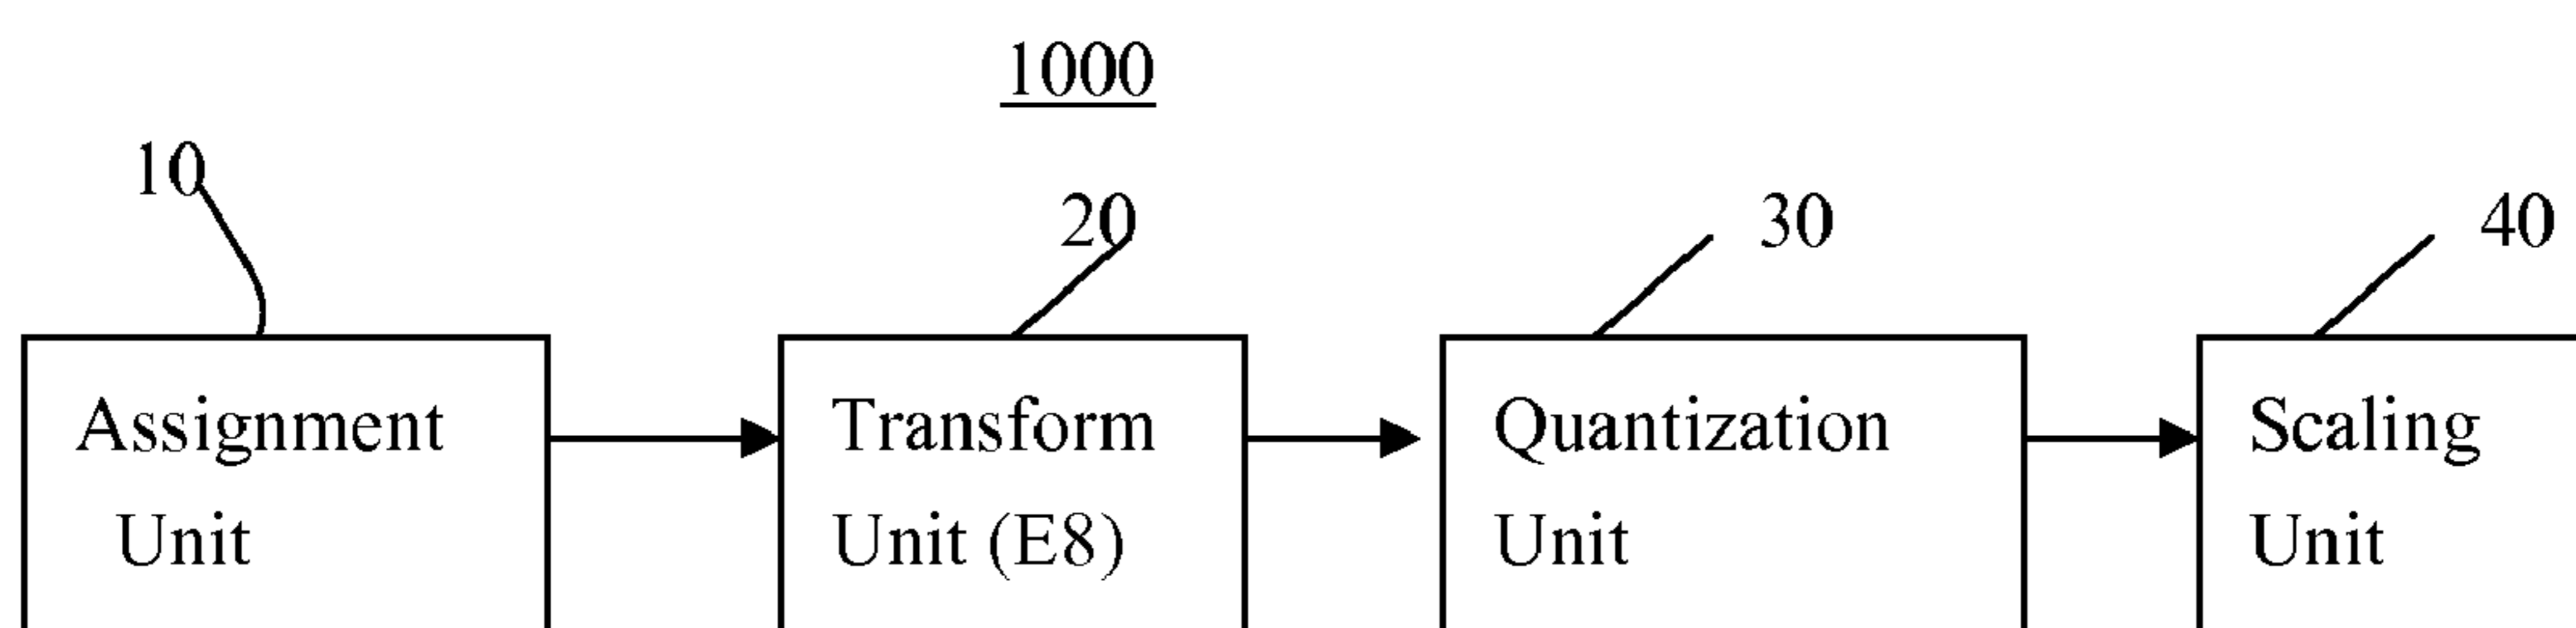 1000
10
20
30
40
Assignment
Unit
Transform
Unit (E8)
Quantization
Unit
Scaling
Unit